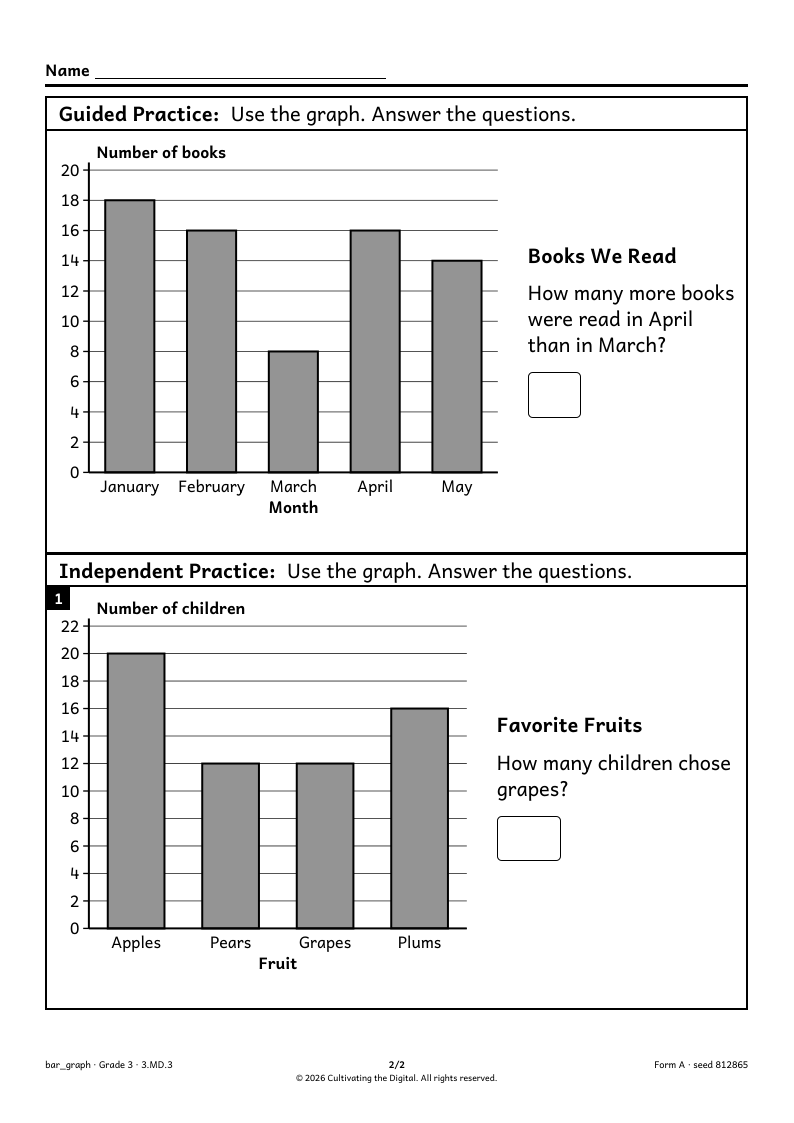 Name
Guided Practice: Use the graph. Answer the questions.
Number of books
20
18
16
14
12
10
8
6
4
2
0
January February March April May
Month
Books We Read
How many more books
were read in April
than in March?
Independent Practice: Use the graph. Answer the questions.
1
Number of children
22
20
18
16
14
12
10
8
6
4
2
0
Apples Pears Grapes Plums
Fruit
Favorite Fruits
How many children chose
grapes?
bar_graph · Grade 3 · 3.MD.3 2/2 Form A · seed 812865
© 2026 Cultivating the Digital. All rights reserved.